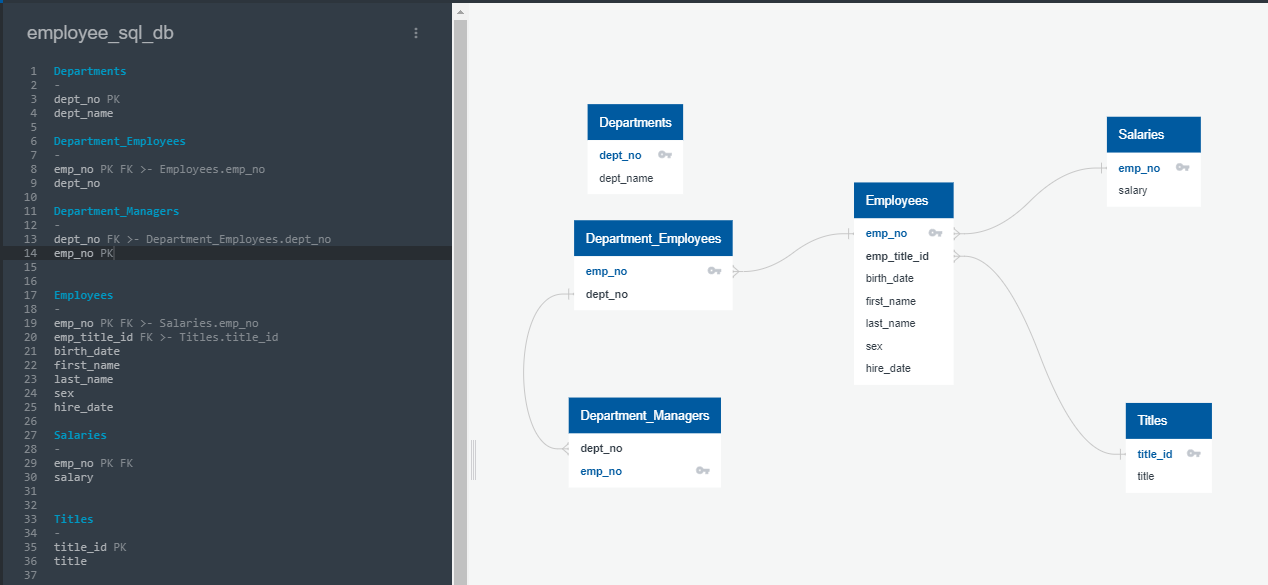 employee_sql_db
1 Departments
2 -
3 dept_no PK
4 dept_name
5
6 Department_Employees
7 -
8 emp_no PK FK >- Employees.emp_no
9 dept_no
10
11 Department_Managers
12 -
13 dept_no FK >- Department_Employees.dept_no
14 emp_no PK
15
16
17 Employees
18 -
19 emp_no PK FK >- Salaries.emp_no
20 emp_title_id FK >- Titles.title_id
21 birth_date
22 first_name
23 last_name
24 sex
25 hire_date
26
27 Salaries
28 -
29 emp_no PK FK
30 salary
31
32
33 Titles
34 -
35 title_id PK
36 title
37
Departments
dept_no
dept_name
Department_Employees
emp_no
dept_no
Department_Managers
dept_no
emp_no
Employees
emp_no
emp_title_id
birth_date
first_name
last_name
sex
hire_date
Salaries
emp_no
salary
Titles
title_id
title